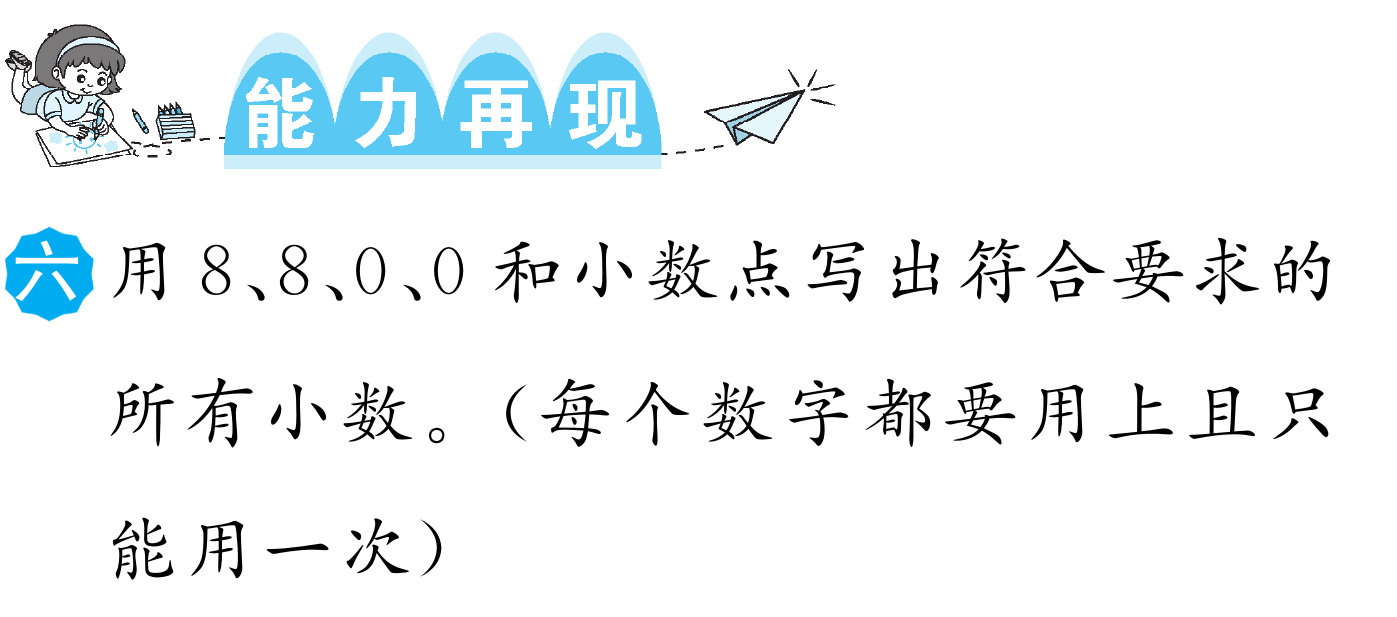 能力再现
六 用 8、8、0、0 和小数点写出符合要求的
所有小数。(每个数字都要用上且只
能用一次)